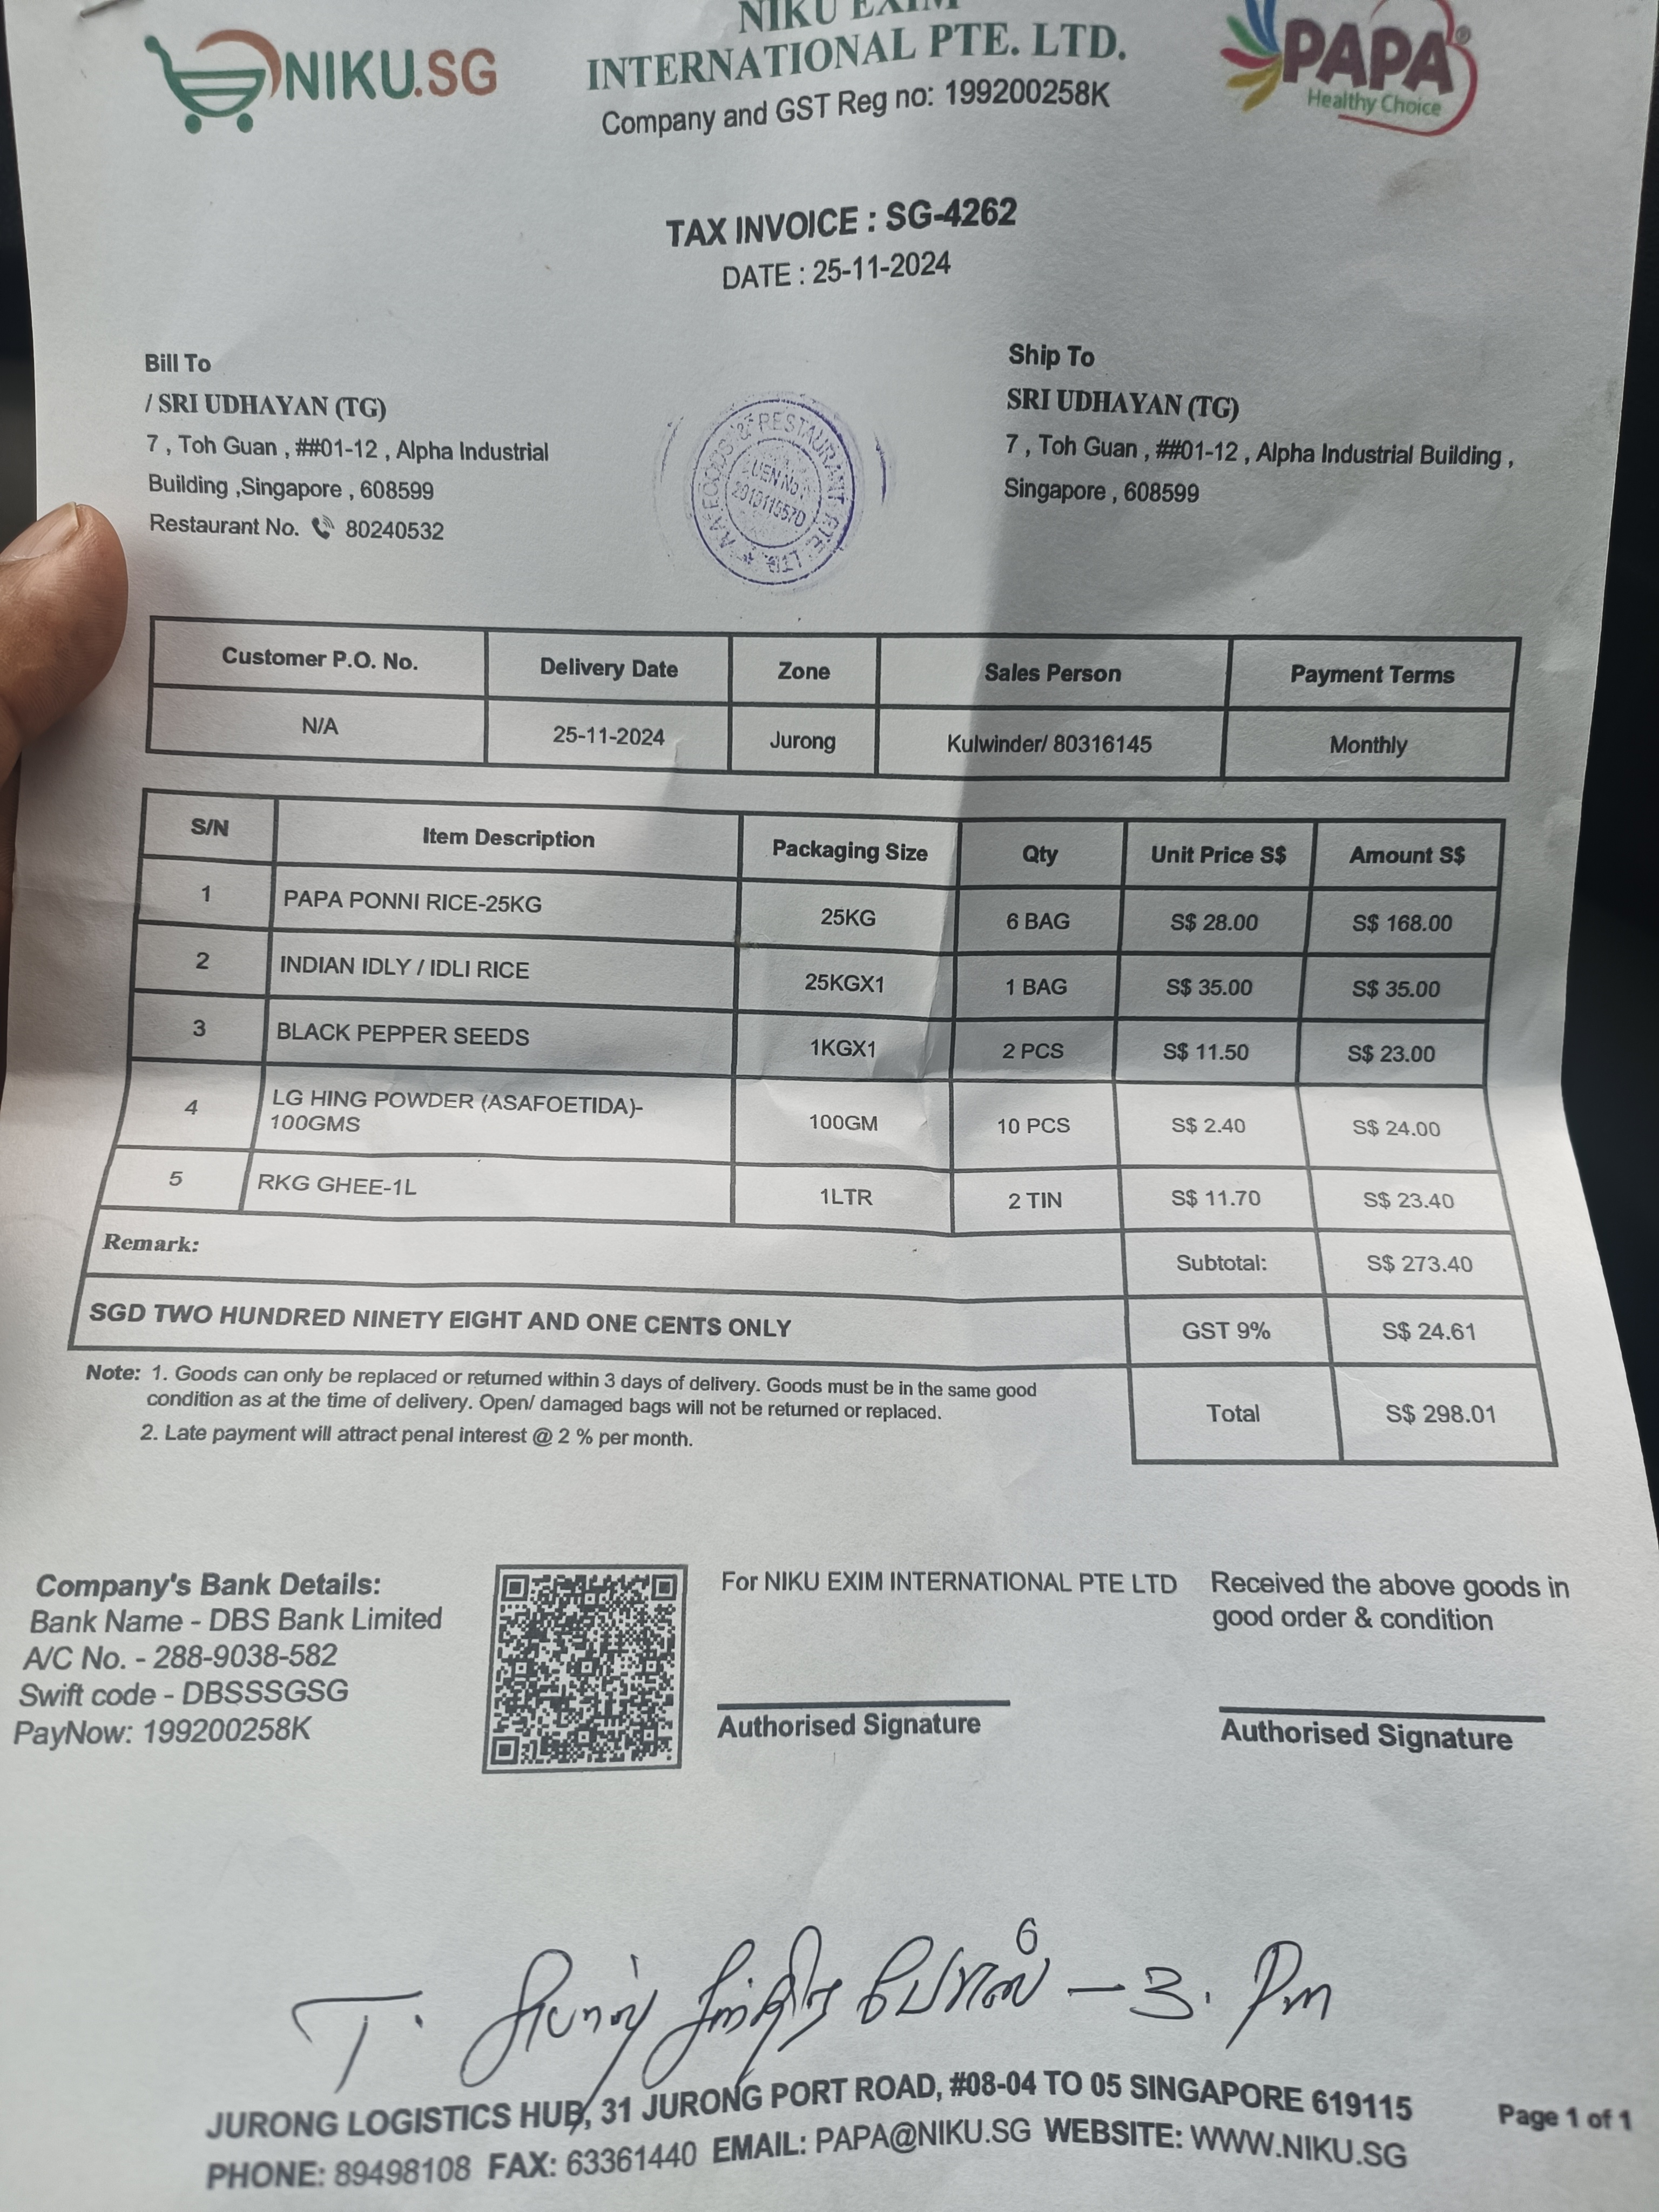 NIKU.SG
NIKU EXIM
INTERNATIONAL PTE. LTD.
Company and GST Reg no: 199200258K
PAPA®
Healthy Choice
TAX INVOICE : SG-4262
DATE : 25-11-2024
Bill To
/ SRI UDHAYAN (TG)
7 , Toh Guan , ##01-12 , Alpha Industrial
Building ,Singapore , 608599
Restaurant No. 80240532
Ship To
SRI UDHAYAN (TG)
7 , Toh Guan , ##01-12 , Alpha Industrial Building ,
Singapore , 608599
FOODS & RESTAURANT PTE. LTD.
UEN No.:
Customer P.O. No. Delivery Date Zone Sales Person Payment Terms
N/A 25-11-2024 Jurong Kulwinder/ 80316145 Monthly
S/N Item Description Packaging Size Qty Unit Price S$ Amount S$
1 PAPA PONNI RICE-25KG 25KG 6 BAG S$ 28.00 S$ 168.00
2 INDIAN IDLY / IDLI RICE 25KGX1 1 BAG S$ 35.00 S$ 35.00
3 BLACK PEPPER SEEDS 1KGX1 2 PCS S$ 11.50 S$ 23.00
4 LG HING POWDER (ASAFOETIDA)-
100GMS 100GM 10 PCS S$ 2.40 S$ 24.00
5 RKG GHEE-1L 1LTR 2 TIN S$ 11.70 S$ 23.40
Remark: Subtotal: S$ 273.40
SGD TWO HUNDRED NINETY EIGHT AND ONE CENTS ONLY GST 9% S$ 24.61
Total S$ 298.01
Note: 1. Goods can only be replaced or returned within 3 days of delivery. Goods must be in the same good
condition as at the time of delivery. Open/ damaged bags will not be returned or replaced.
2. Late payment will attract penal interest @ 2 % per month.
Company's Bank Details:
Bank Name - DBS Bank Limited
A/C No. - 288-9038-582
Swift code - DBSSSGSG
PayNow: 199200258K
For NIKU EXIM INTERNATIONAL PTE LTD
Authorised Signature
Received the above goods in
good order & condition
Authorised Signature
T. – 3. Pm
JURONG LOGISTICS HUB, 31 JURONG PORT ROAD, #08-04 TO 05 SINGAPORE 619115
PHONE: 89498108 FAX: 63361440 EMAIL: PAPA@NIKU.SG WEBSITE: WWW.NIKU.SG
Page 1 of 1